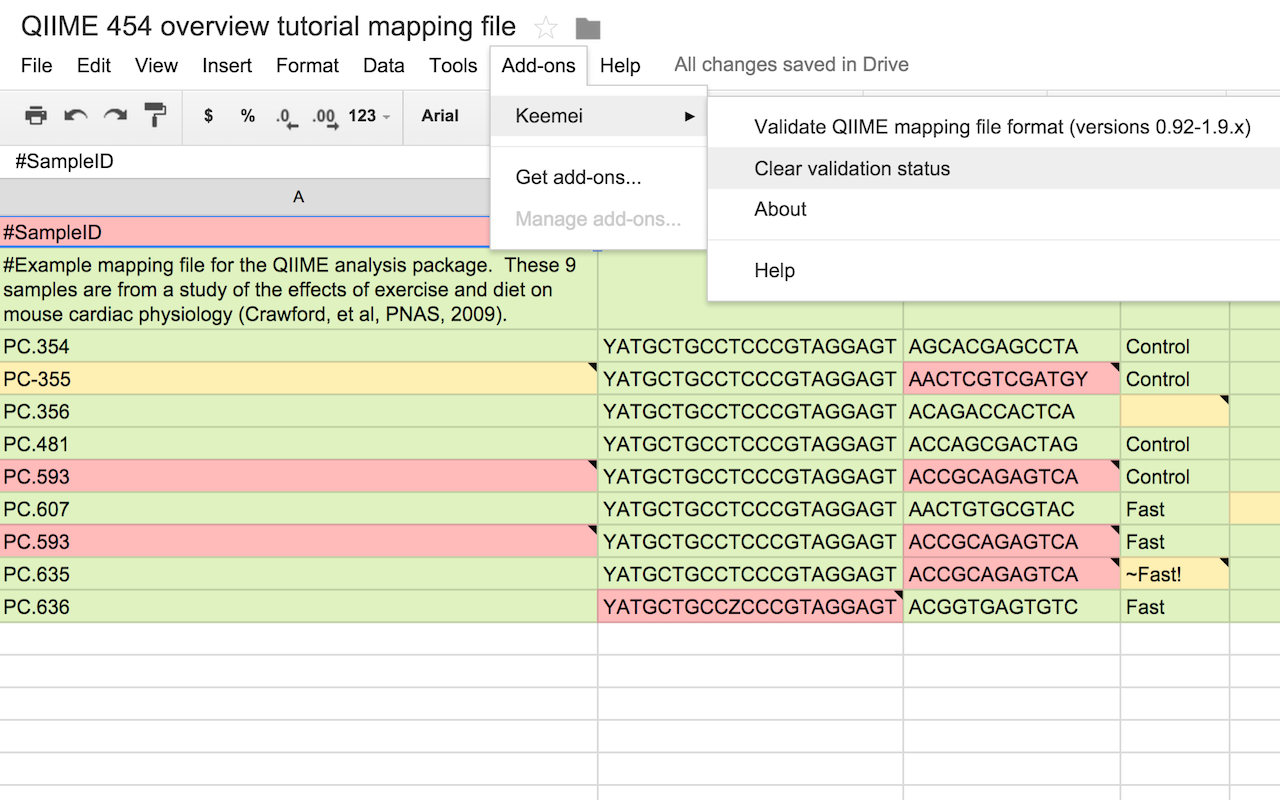 QIIME 454 overview tutorial mapping file
File Edit View Insert Format Data Tools Add-ons Help All changes saved in Drive
$ % .0 .00 123 Arial
Keemei
Validate QIIME mapping file format (versions 0.92-1.9.x)
Clear validation status
About
Help
Get add-ons...
Manage add-ons...
#SampleID
A
#SampleID
#Example mapping file for the QIIME analysis package. These 9
samples are from a study of the effects of exercise and diet on
mouse cardiac physiology (Crawford, et al, PNAS, 2009).
PC.354 YATGCTGCCTCCCGTAGGAGT AGCACGAGCCTA Control
PC-355 YATGCTGCCTCCCGTAGGAGT AACTCGTCGATGY Control
PC.356 YATGCTGCCTCCCGTAGGAGT ACAGACCACTCA
PC.481 YATGCTGCCTCCCGTAGGAGT ACCAGCGACTAG Control
PC.593 YATGCTGCCTCCCGTAGGAGT ACCGCAGAGTCA Control
PC.607 YATGCTGCCTCCCGTAGGAGT AACTGTGCGTAC Fast
PC.593 YATGCTGCCTCCCGTAGGAGT ACCGCAGAGTCA Fast
PC.635 YATGCTGCCTCCCGTAGGAGT ACCGCAGAGTCA ~Fast!
PC.636 YATGCTGCCZCCCGTAGGAGT ACGGTGAGTGTC Fast